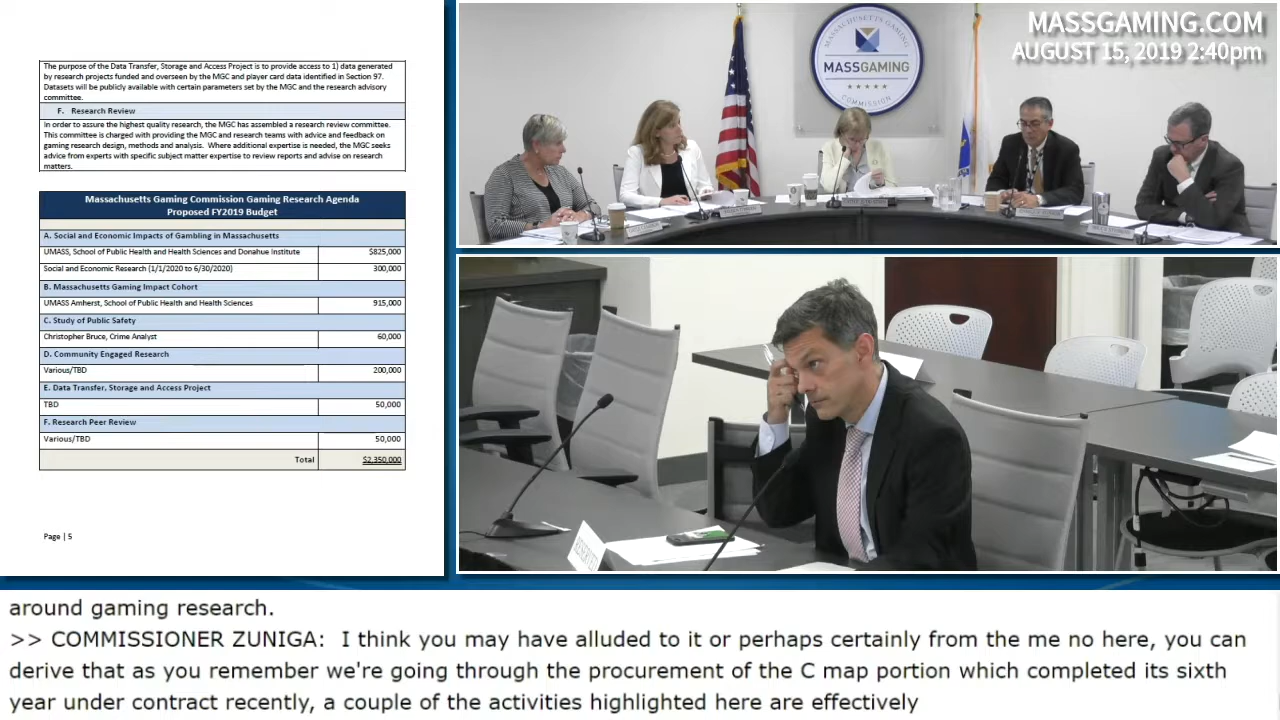 The purpose of the Data Transfer, Storage and Access Project is to provide access to 1) data generated
by research projects funded and overseen by the MGC and player card data identified in Section 97.
Datasets will be publicly available with certain parameters set by the MGC and the research advisory
committee.
F. Research Review
In order to assure the highest quality research, the MGC has assembled a research review committee.
This committee is charged with providing the MGC and research teams with advice and feedback on
gaming research design, methods and analysis. Where additional expertise is needed, the MGC seeks
advice from experts with specific subject matter expertise to review reports and advise on research
matters.
Massachusetts Gaming Commission Gaming Research Agenda
Proposed FY2019 Budget
A. Social and Economic Impacts of Gambling in Massachusetts
UMASS, School of Public Health and Health Sciences and Donahue Institute $825,000
Social and Economic Research (1/1/2020 to 6/30/2020) 300,000
B. Massachusetts Gaming Impact Cohort
UMASS Amherst, School of Public Health and Health Sciences 915,000
C. Study of Public Safety
Christopher Bruce, Crime Analyst 60,000
D. Community Engaged Research
Various/TBD 200,000
E. Data Transfer, Storage and Access Project
TBD 50,000
F. Research Peer Review
Various/TBD 50,000
Total $2,350,000
Page | 5
MASSACHUSETTS GAMING
MASSGAMING
COMMISSION
MASSGAMING.COM
AUGUST 15, 2019 2:40pm
around gaming research.
>> COMMISSIONER ZUNIGA: I think you may have alluded to it or perhaps certainly from the me no here, you can
derive that as you remember we're going through the procurement of the C map portion which completed its sixth
year under contract recently, a couple of the activities highlighted here are effectively